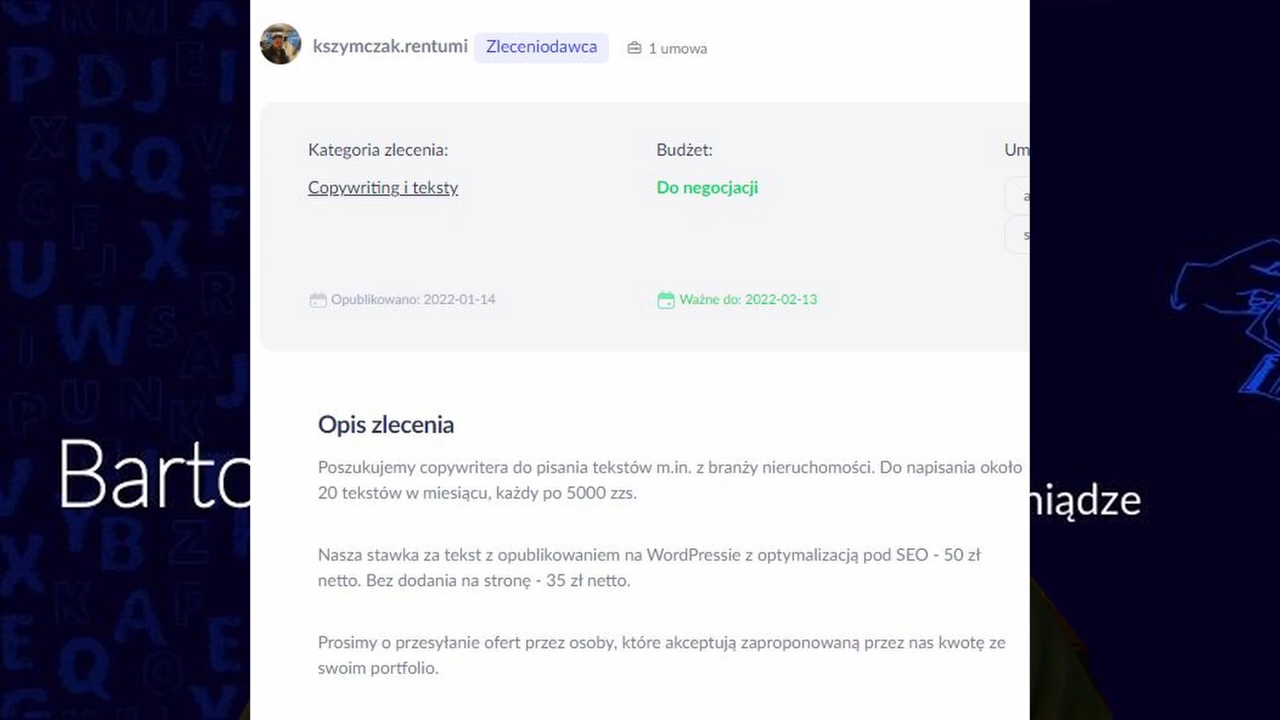 kszymczak.rentumi Zleceniodawca 1 umowa
Kategoria zlecenia: Budżet: Um
Copywriting i teksty Do negocjacji
Opublikowano: 2022-01-14 Ważne do: 2022-02-13
Opis zlecenia
Poszukujemy copywritera do pisania tekstów m.in. z branży nieruchomości. Do napisania około
20 tekstów w miesiącu, każdy po 5000 zzs.
Nasza stawka za tekst z opublikowaniem na WordPressie z optymalizacją pod SEO - 50 zł
netto. Bez dodania na stronę - 35 zł netto.
Prosimy o przesyłanie ofert przez osoby, które akceptują zaproponowaną przez nas kwotę ze
swoim portfolio.
Barto
niądze